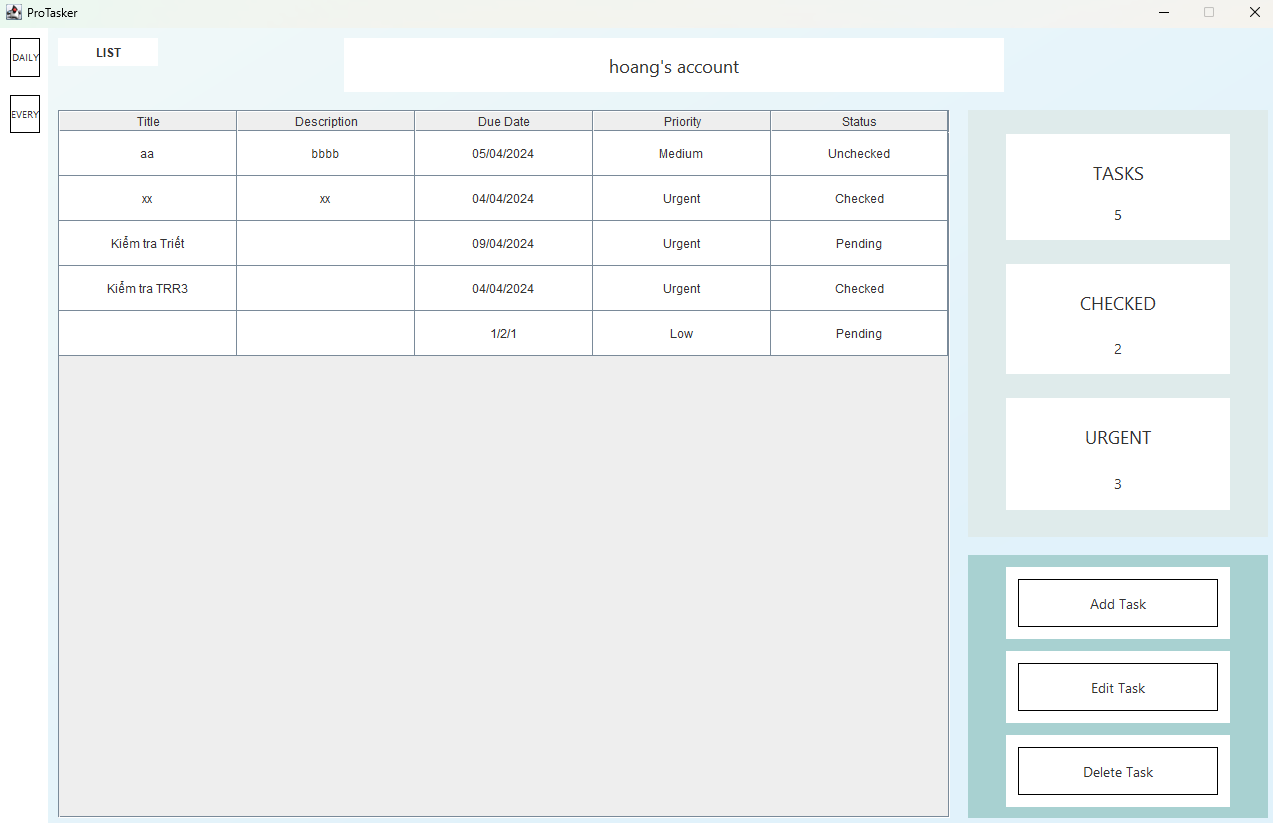 ProTasker
DAILY
EVERY
LIST
hoang's account
Title Description Due Date Priority Status
aa bbbb 05/04/2024 Medium Unchecked
xx xx 04/04/2024 Urgent Checked
Kiểm tra Triết 09/04/2024 Urgent Pending
Kiểm tra TRR3 04/04/2024 Urgent Checked
1/2/1 Low Pending
TASKS
5
CHECKED
2
URGENT
3
Add Task
Edit Task
Delete Task